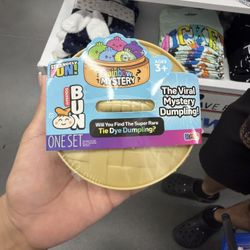 FUN!
Rainbow
MYSTERY
AGES
3+
BUN
The Viral
Mystery
Dumpling!
Will You Find The Super Rare
Tie Dye Dumpling?
ONE SET